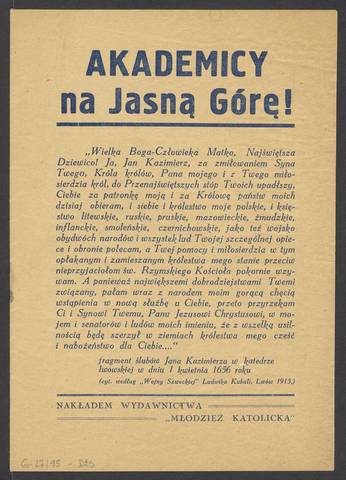 AKADEMICY
na Jasną Górę!
„Wielka Boga-Człowieka Matko, Najświętsza
Dziewico! Ja, Jan Kazimierz, za zmiłowaniem Syna
Twego, Króla królów, Pana mojego i z Twego miło-
sierdzia król, do Przenajświętszych stóp Twoich upadłszy,
Ciebie za patronkę moją i za Królowę państw moich
dzisiaj obieram, i siebie i królestwo moje polskie, i księ-
stwo litewskie, ruskie, pruskie, mazowieckie, żmudzkie,
inflanckie, smoleńskie, czernichowskie, jako też wojsko
obydwóch narodów i wszystek lud Twojej szczególnej opie-
ce i obronie polecam, a Twej pomocy i miłosierdzia w tym
opłakanym i zamieszanym królestwa mego stanie przeciw
nieprzyjaciołom św. Rzymskiego Kościoła pokornie wzy-
wam. A ponieważ największemi dobrodziejstwami Twemi
związany, pałam wraz z narodem moim gorącą chęcią
wstąpienia w nową służbę u Ciebie, przeto przyrzekam
Ci i Synowi Twemu, Panu Jezusowi Chrystusowi, w mo-
jem i senatorów i ludów moich imieniu, że z wszelką usil-
nością będę szerzył w ziemiach królestwa mego cześć
i nabożeństwo dla Ciebie...."
fragment ślubów Jana Kazimierza w katedrze
lwowskiej w dniu 1 kwietnia 1656 roku
(cyt. według „Wojny Szweckiej" Ludwika Kubali. Lwów 1913.)
NAKŁADEM WYDAWNICTWA
„MŁODZIEŻ KATOLICKA"